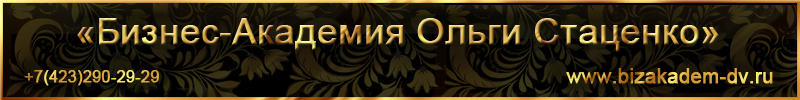 «Бизнес-Академия Ольги Стаценко»
+7(423)290-29-29 www.bizakadem-dv.ru